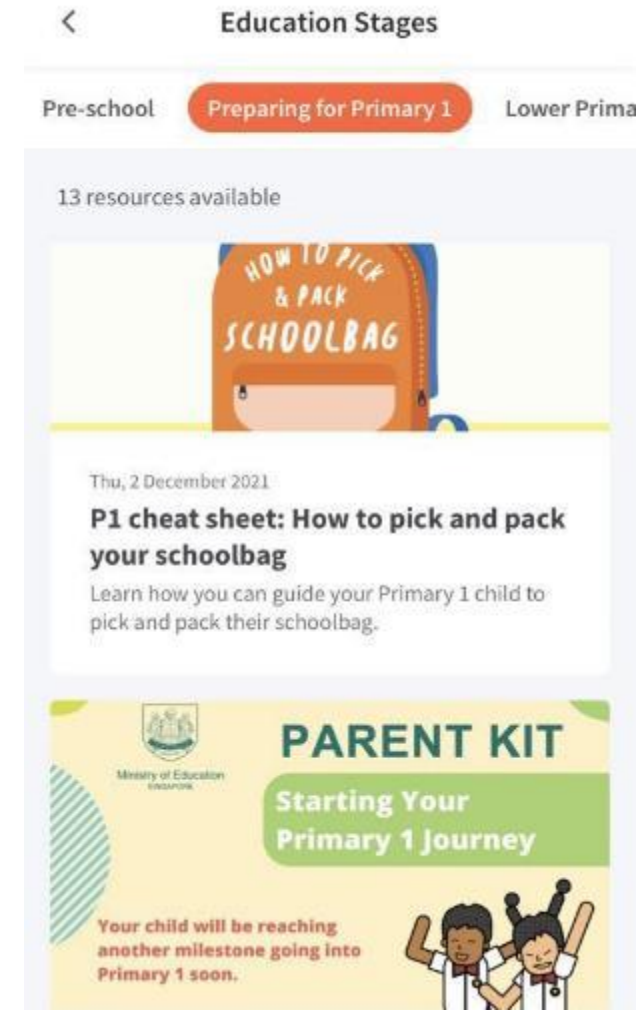 Education Stages
Pre-school Preparing for Primary 1 Lower Prima
13 resources available
HOW TO PICK
& PACK
SCHOOLBAG
Thu, 2 December 2021
P1 cheat sheet: How to pick and pack
your schoolbag
Learn how you can guide your Primary 1 child to
pick and pack their schoolbag.
Ministry of Education
SINGAPORE
PARENT KIT
Starting Your
Primary 1 Journey
Your child will be reaching
another milestone going into
Primary 1 soon.